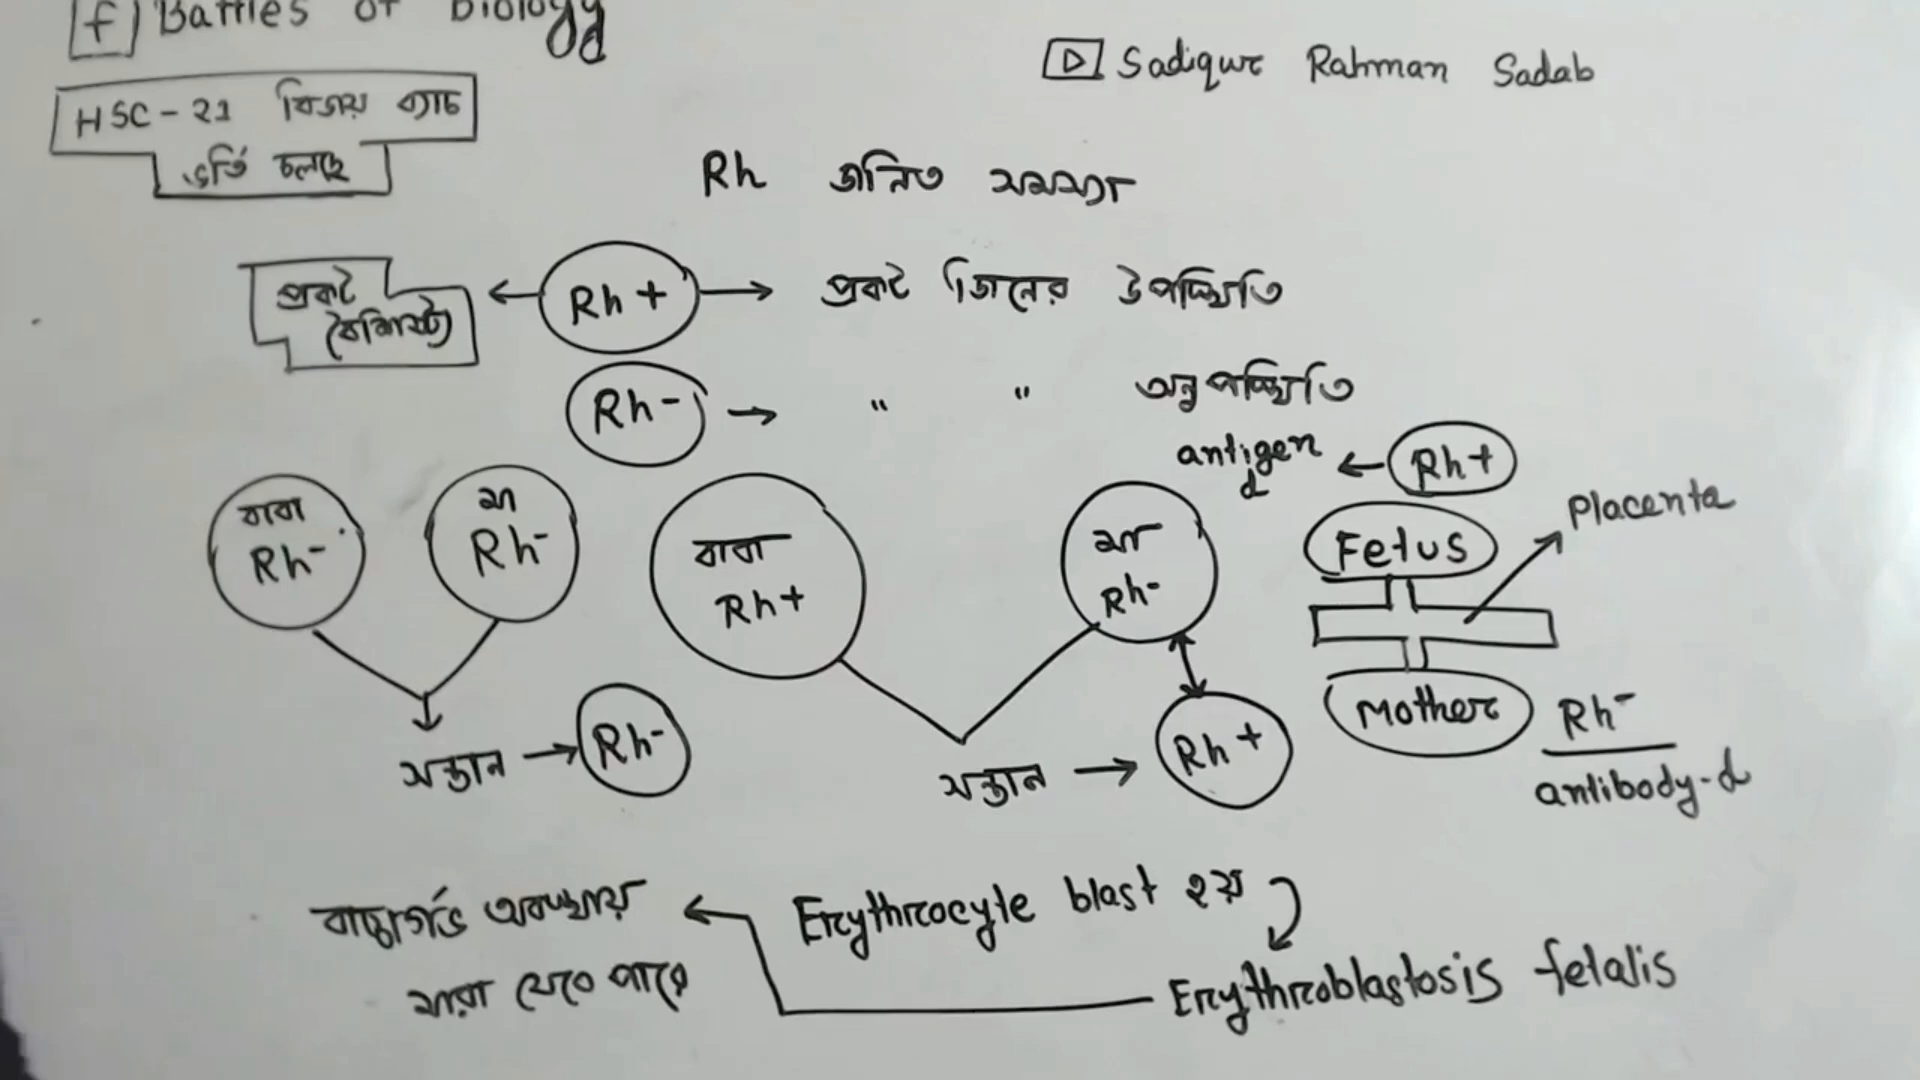 f Battles of Biology
Sadiqur Rahman Sadab
HSC-21 বিজয় ব্যাচ
ভর্তি চলছে
Rh জনিত সমস্যা
প্রকট বৈশিষ্ট্য ← Rh+ → প্রকট জিনের উপস্থিতি
Rh- → " " অনুপস্থিতি
antigen d ← Rh+
বাবা Rh-
মা Rh-
বাবা Rh+
মা Rh-
Fetus
Placenta
Mother Rh-
antibody-d
সন্তান → Rh-
সন্তান → Rh+
Erythrocyte blast হয়
Erythroblastosis fetalis
বাচ্চা গর্ভ অবস্থায়
মারা যেতে পারে